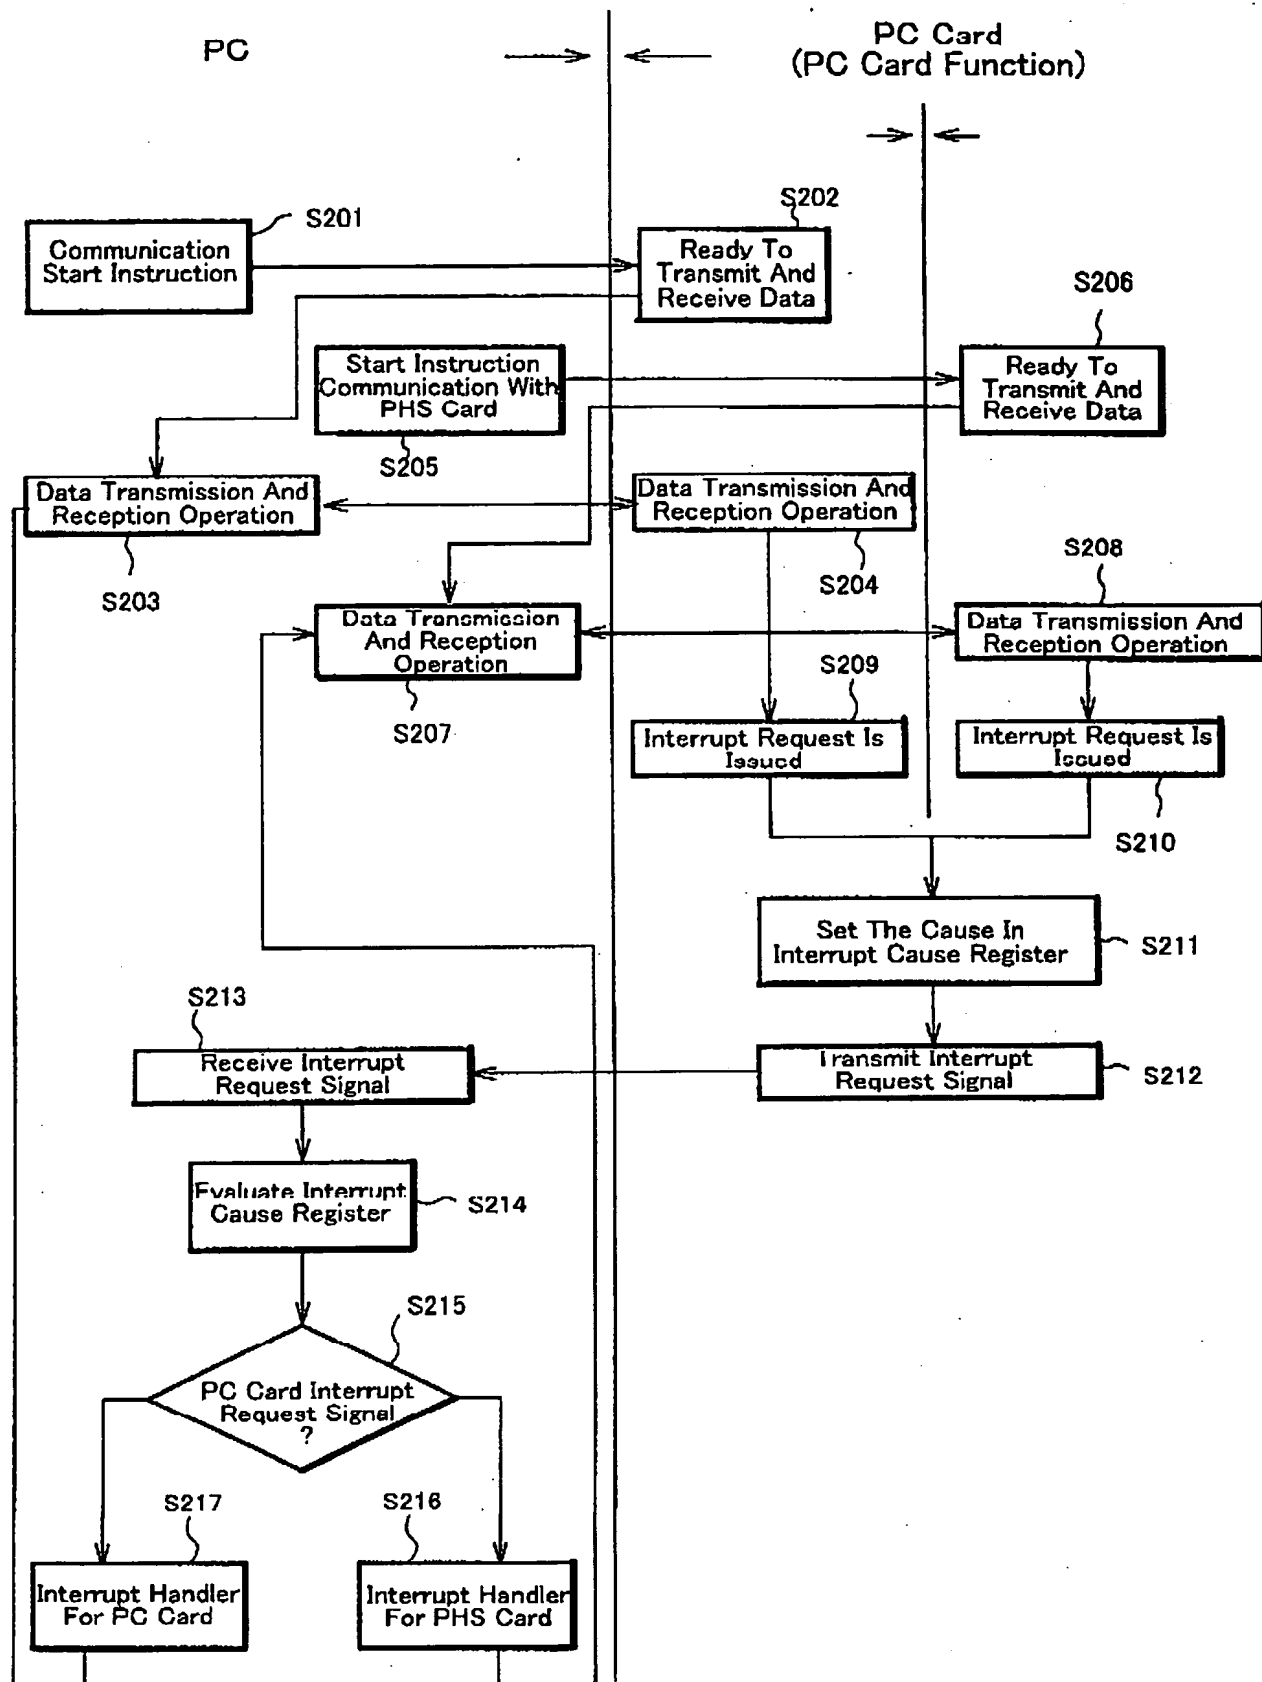 PC
PC Card
(PC Card Function)
S201
S202
Communication
Start Instruction
Ready To
Transmit And
Receive Data
S206
Start Instruction
Communication With
PHS Card
Ready To
Transmit And
Receive Data
S205
Data Transmission And
Reception Operation
Data Transmission And
Reception Operation
S203
S204
S208
Data Transmission
And Reception
Operation
Data Transmission And
Reception Operation
S207
S209
Interrupt Request Is
Issued
Interrupt Request Is
Issued
S210
Set The Cause In
Interrupt Cause Register
S211
S213
Receive Interrupt
Request Signal
Transmit Interrupt
Request Signal
S212
Evaluate Interrupt
Cause Register
S214
S215
PC Card Interrupt
Request Signal
?
S217
S216
Interrupt Handler
For PC Card
Interrupt Handler
For PHS Card